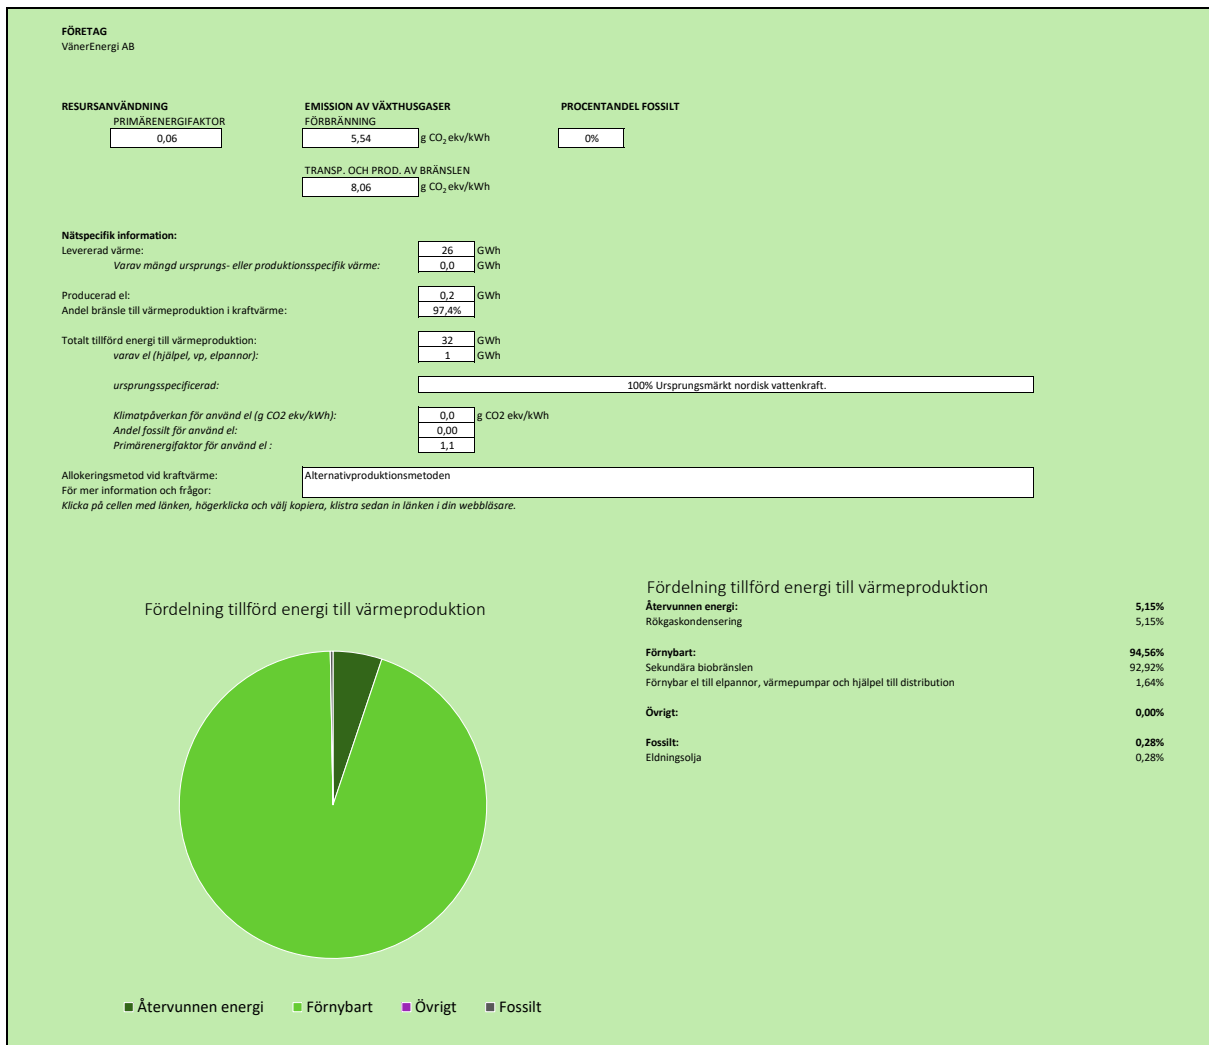 FÖRETAG
VänerEnergi AB
RESURSANVÄNDNING EMISSION AV VÄXTHUSGASER PROCENTANDEL FOSSILT
PRIMÄRENERGIFAKTOR FÖRBRÄNNING
0,06 5,54 g CO₂ ekv/kWh 0%
TRANSP. OCH PROD. AV BRÄNSLEN
8,06 g CO₂ ekv/kWh
Nätspecifik information:
Levererad värme: 26 GWh
Varav mängd ursprungs- eller produktionsspecifik värme: 0,0 GWh
Producerad el: 0,2 GWh
Andel bränsle till värmeproduktion i kraftvärme: 97,4%
Totalt tillförd energi till värmeproduktion: 32 GWh
varav el (hjälpel, vp, elpannor): 1 GWh
ursprungsspecificerad: 100% Ursprungsmärkt nordisk vattenkraft.
Klimatpåverkan för använd el (g CO2 ekv/kWh): 0,0 g CO2 ekv/kWh
Andel fossilt för använd el: 0,00
Primärenergifaktor för använd el : 1,1
Allokeringsmetod vid kraftvärme: Alternativproduktionsmetoden
För mer information och frågor:
Klicka på cellen med länken, högerklicka och välj kopiera, klistra sedan in länken i din webbläsare.
Fördelning tillförd energi till värmeproduktion
Återvunnen energi
Förnybart
Övrigt
Fossilt
Fördelning tillförd energi till värmeproduktion
Återvunnen energi: 5,15%
Rökgaskondensering 5,15%
Förnybart: 94,56%
Sekundära biobränslen 92,92%
Förnybar el till elpannor, värmepumpar och hjälpel till distribution 1,64%
Övrigt: 0,00%
Fossilt: 0,28%
Eldningsolja 0,28%